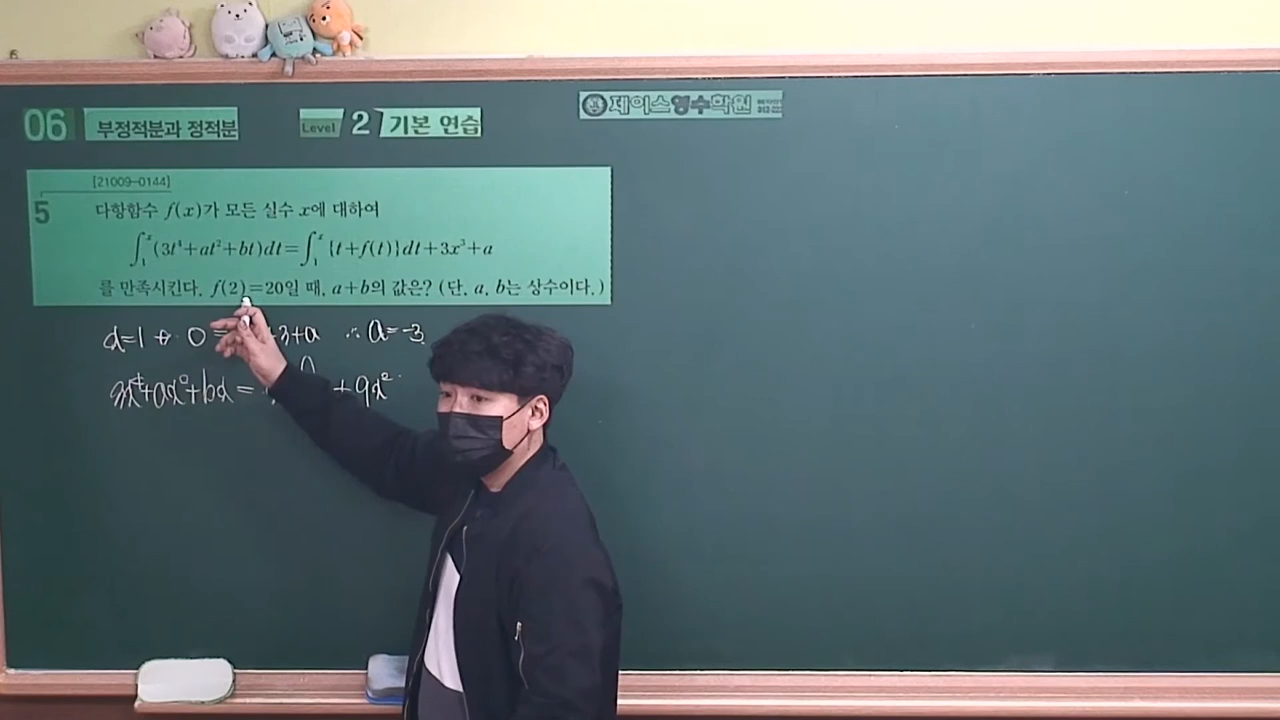 제이스영수학원
06 부정적분과 정적분 Level 2 기본 연습
[21009-0144]
5 다항함수 f(x)가 모든 실수 x에 대하여
∫₁ˣ(3t⁴+at²+bt)dt=∫₁ˣ{t+f(t)}dt+3x³+a
를 만족시킨다. f(2)=20일 때, a+b의 값은? (단, a, b는 상수이다.)
x=1 0= +3+a ∴ a=-3
3x⁴+ax²+bx= +9x²